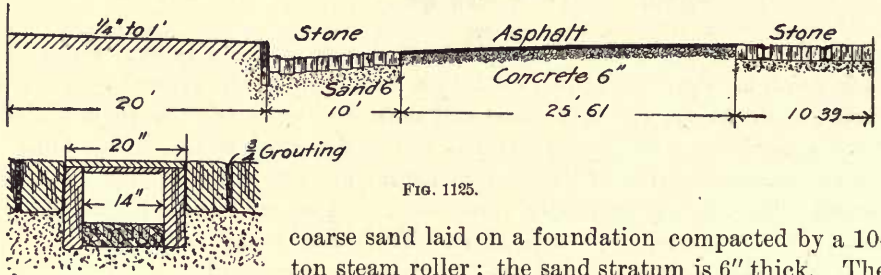 1/4" to 1' Stone Asphalt Stone
Sand 6" Concrete 6"
20' 10' 25'.61 10 39
20" 3/4 Grouting
14"
FIG. 1125.
coarse sand laid on a foundation compacted by a 10-
ton steam roller; the sand stratum is 6" thick. The